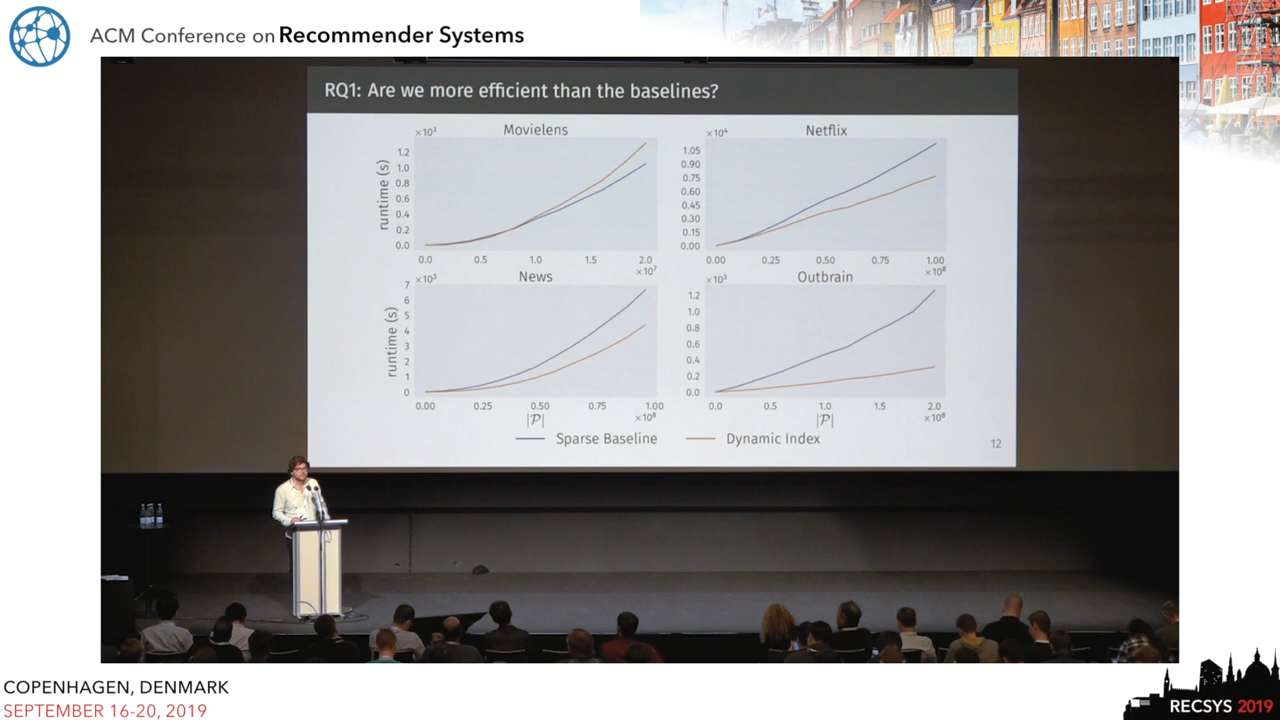 ACM Conference on Recommender Systems
RQ1: Are we more efficient than the baselines?
Movielens
×10³
runtime (s)
1.2
1.0
0.8
0.6
0.4
0.2
0.0
0.0 0.5 1.0 1.5 2.0
×10⁷
Netflix
×10⁴
1.05
0.90
0.75
0.60
0.45
0.30
0.15
0.00
0.00 0.25 0.50 0.75 1.00
×10⁸
News
×10³
runtime (s)
7
6
5
4
3
2
1
0
0.00 0.25 0.50 0.75 1.00
|P|
×10⁸
Outbrain
×10³
1.2
1.0
0.8
0.6
0.4
0.2
0.0
0.0 0.5 1.0 1.5 2.0
|P|
×10⁸
Sparse Baseline Dynamic Index
12
COPENHAGEN, DENMARK
SEPTEMBER 16-20, 2019
RECSYS 2019